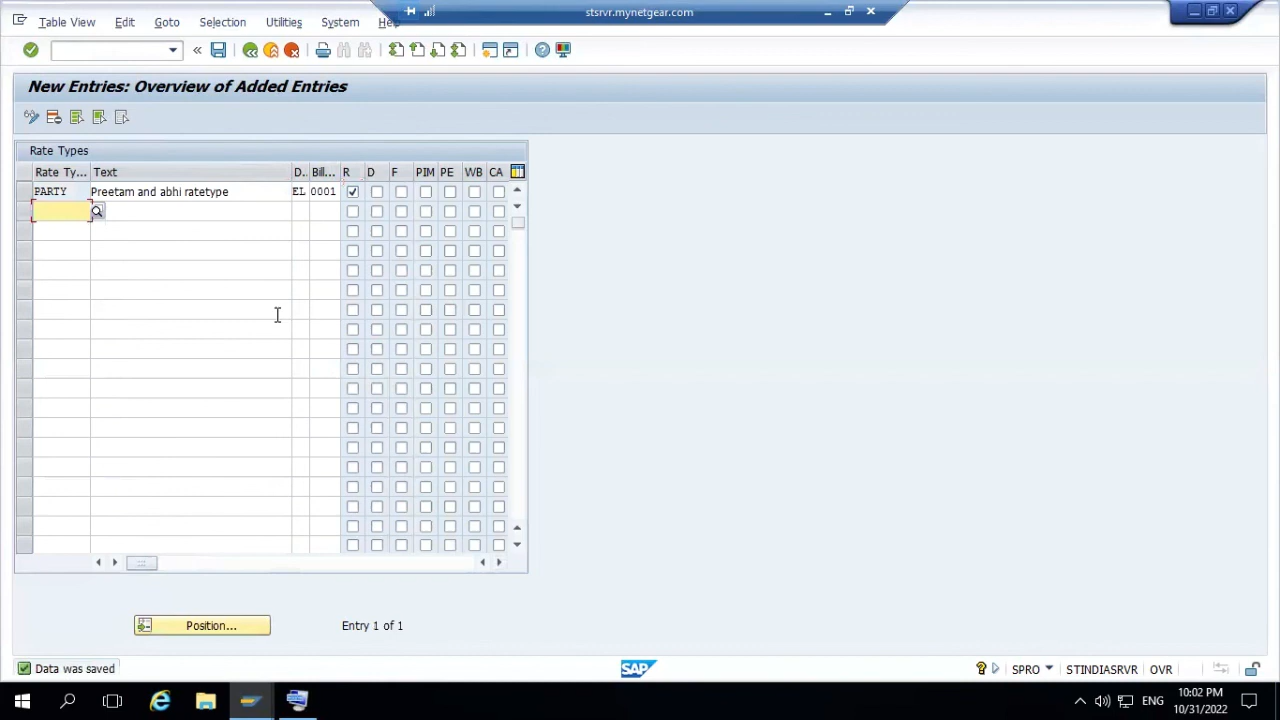 stsrvr.mynetgear.com
Table View Edit Goto Selection Utilities System Help
New Entries: Overview of Added Entries
Rate Types
Rate Ty... Text D.. Bill... R D F PIM PE WB CA
PARTY Preetam and abhi ratetype EL 0001
Position... Entry 1 of 1
Data was saved
SAP
SPRO STINDIASRVR OVR
ENG
10:02 PM
10/31/2022